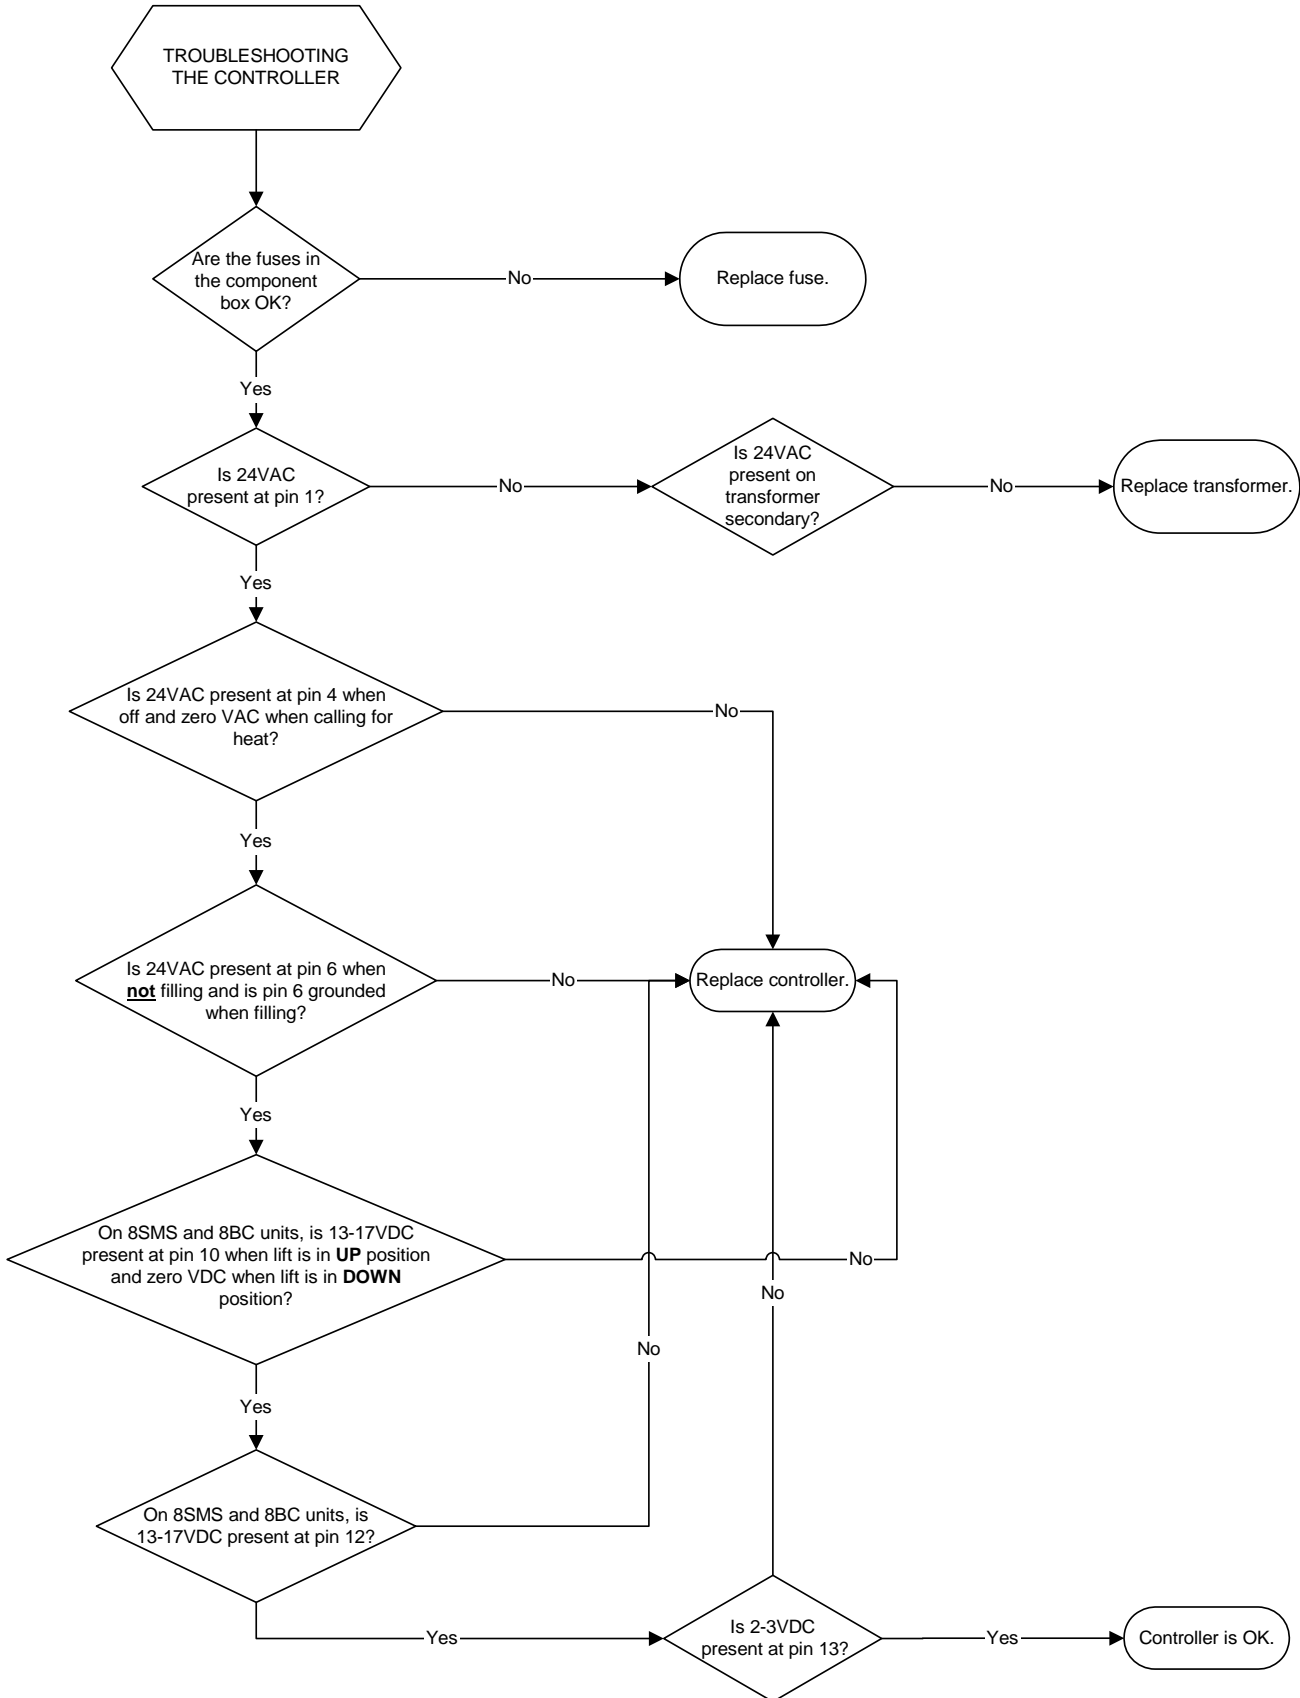 TROUBLESHOOTING
THE CONTROLLER
Are the fuses in
the component
box OK?
No
Replace fuse.
Yes
Is 24VAC
present at pin 1?
No
Is 24VAC
present on
transformer
secondary?
No
Replace transformer.
Yes
Is 24VAC present at pin 4 when
off and zero VAC when calling for
heat?
No
Yes
Is 24VAC present at pin 6 when
not filling and is pin 6 grounded
when filling?
No
Replace controller.
Yes
On 8SMS and 8BC units, is 13-17VDC
present at pin 10 when lift is in UP position
and zero VDC when lift is in DOWN
position?
No
No
No
Yes
On 8SMS and 8BC units, is
13-17VDC present at pin 12?
Yes
Is 2-3VDC
present at pin 13?
Yes
Controller is OK.